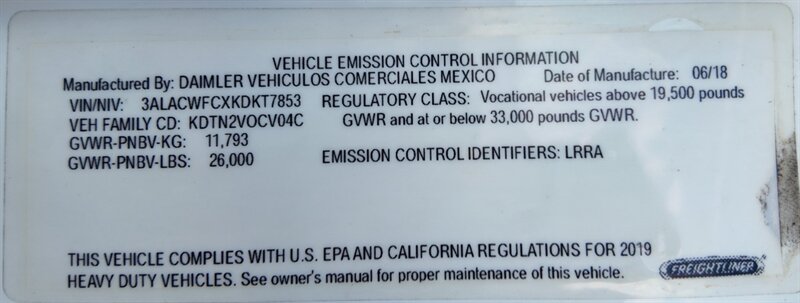 VEHICLE EMISSION CONTROL INFORMATION
Manufactured By: DAIMLER VEHICULOS COMERCIALES MEXICO Date of Manufacture: 06/18
VIN/NIV: 3ALACWFCXKDKT7853 REGULATORY CLASS: Vocational vehicles above 19,500 pounds
VEH FAMILY CD: KDTN2VOCV04C GVWR and at or below 33,000 pounds GVWR.
GVWR-PNBV-KG: 11,793
GVWR-PNBV-LBS: 26,000 EMISSION CONTROL IDENTIFIERS: LRRA
THIS VEHICLE COMPLIES WITH U.S. EPA AND CALIFORNIA REGULATIONS FOR 2019
HEAVY DUTY VEHICLES. See owner's manual for proper maintenance of this vehicle. FREIGHTLINER